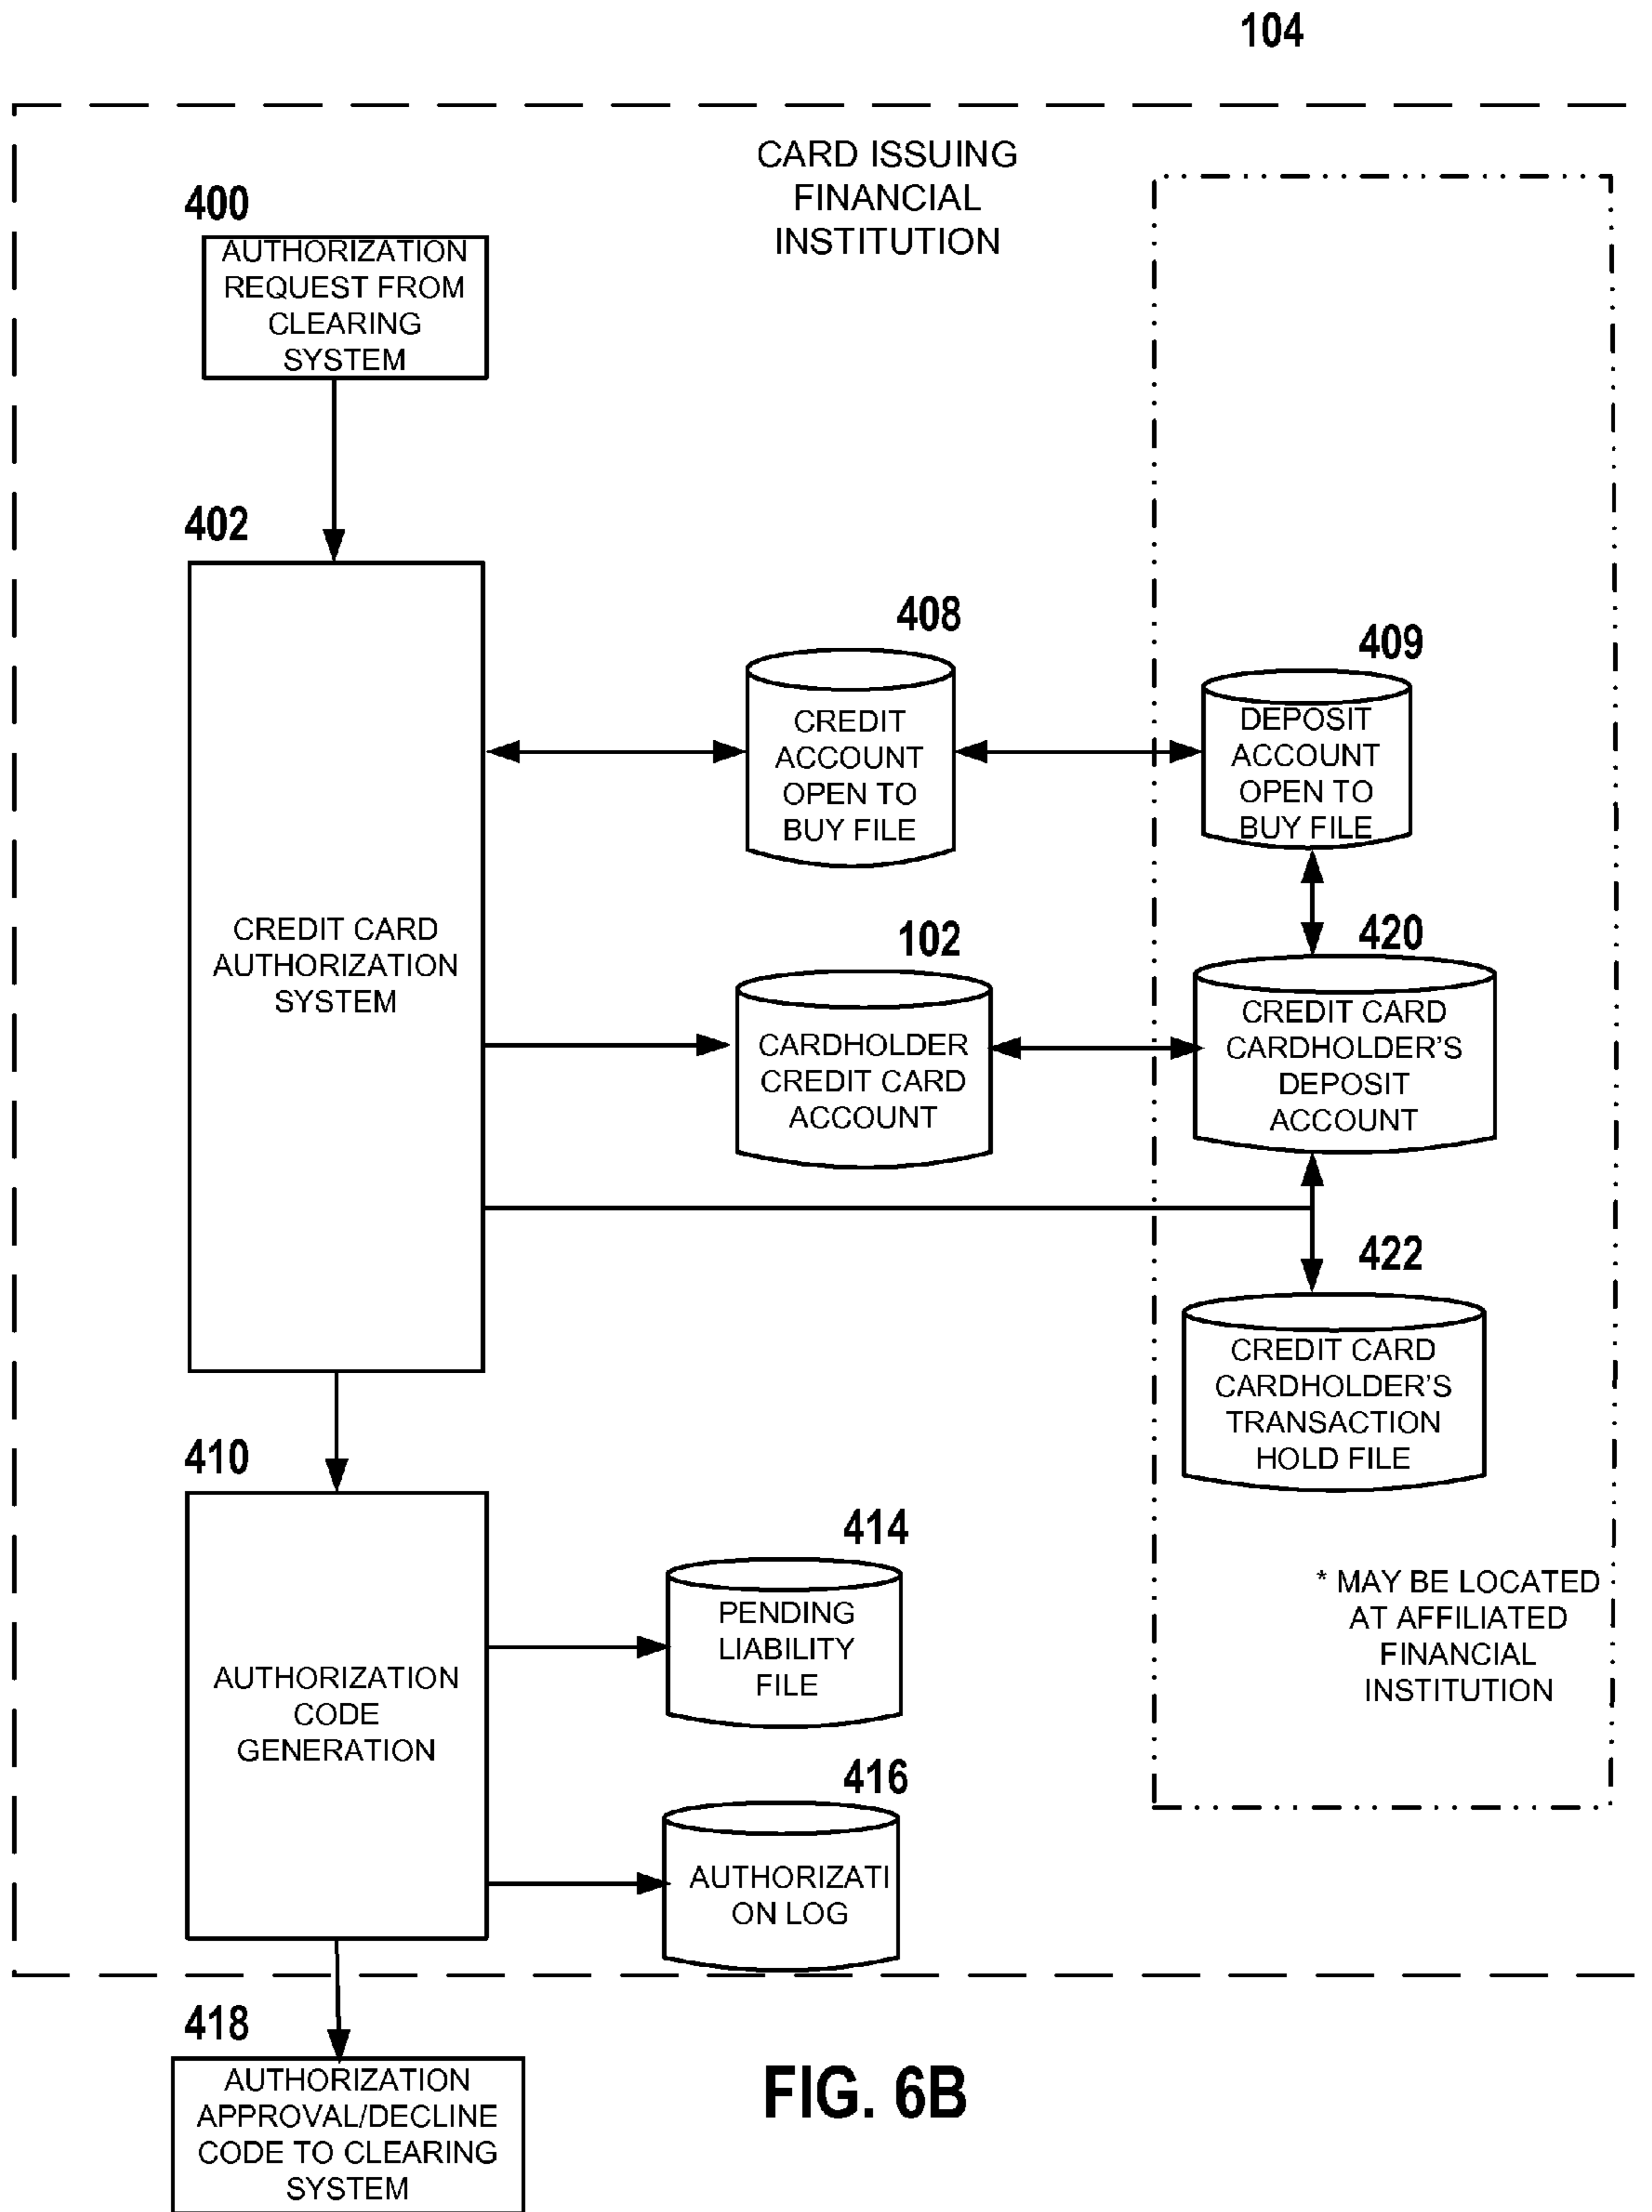 104
CARD ISSUING
FINANCIAL
INSTITUTION
400
AUTHORIZATION
REQUEST FROM
CLEARING
SYSTEM
402
CREDIT CARD
AUTHORIZATION
SYSTEM
408
CREDIT
ACCOUNT
OPEN TO
BUY FILE
409
DEPOSIT
ACCOUNT
OPEN TO
BUY FILE
102
CARDHOLDER
CREDIT CARD
ACCOUNT
420
CREDIT CARD
CARDHOLDER'S
DEPOSIT
ACCOUNT
422
CREDIT CARD
CARDHOLDER'S
TRANSACTION
HOLD FILE
* MAY BE LOCATED
AT AFFILIATED
FINANCIAL
INSTITUTION
410
AUTHORIZATION
CODE
GENERATION
414
PENDING
LIABILITY
FILE
416
AUTHORIZATI
ON LOG
418
AUTHORIZATION
APPROVAL/DECLINE
CODE TO CLEARING
SYSTEM
FIG. 6B